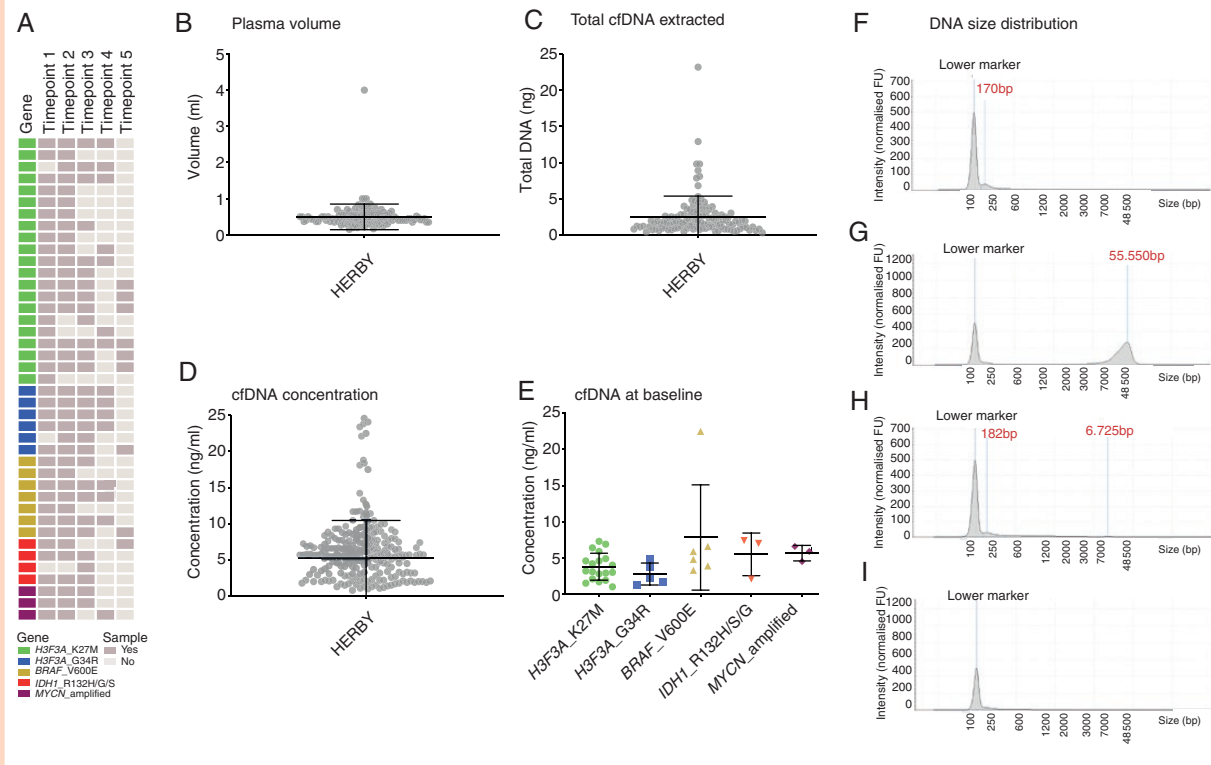 A
Gene
Timepoint 1
Timepoint 2
Timepoint 3
Timepoint 4
Timepoint 5
Gene
Sample
H3F3A_K27M
Yes
H3F3A_G34R
No
BRAF_V600E
IDH1_R132H/G/S
MYCN_amplified
B
Plasma volume
Volume (ml)
5
4
3
2
1
0
HERBY
C
Total cfDNA extracted
Total DNA (ng)
25
20
15
10
5
0
HERBY
D
cfDNA concentration
Concentration (ng/ml)
25
20
15
10
5
0
HERBY
E
cfDNA at baseline
Concentration (ng/ml)
25
20
15
10
5
0
H3F3A_K27M
H3F3A_G34R
BRAF_V600E
IDH1_R132H/S/G
MYCN_amplified
F
DNA size distribution
Lower marker
170bp
Intensity (normalised FU)
700
600
500
400
300
200
100
0
100
250
600
1200
2000
3000
7000
48 500
Size (bp)
G
Lower marker
55.550bp
Intensity (normalised FU)
1200
1000
800
600
400
200
0
100
250
600
1200
2000
3000
7000
48 500
Size (bp)
H
Lower marker
182bp
6.725bp
Intensity (normalised FU)
700
600
500
400
300
200
100
0
100
250
600
1200
2000
3000
7000
48 500
Size (bp)
I
Lower marker
Intensity (normalised FU)
1200
1000
800
600
400
200
0
100
250
600
1200
2000
3000
7000
48 500
Size (bp)